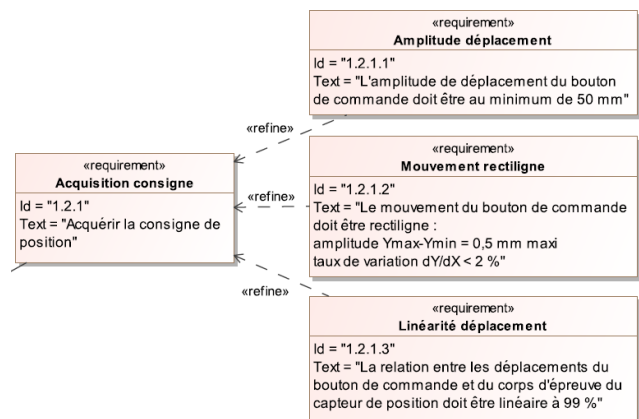 «requirement»
Amplitude déplacement
Id = "1.2.1.1"
Text = "L'amplitude de déplacement du bouton
de commande doit être au minimum de 50 mm"
«refine»
«requirement»
Acquisition consigne
Id = "1.2.1"
Text = "Acquérir la consigne de
position"
«refine»
«requirement»
Mouvement rectiligne
Id = "1.2.1.2"
Text = "Le mouvement du bouton de commande
doit être rectiligne :
amplitude Ymax-Ymin = 0,5 mm maxi
taux de variation dY/dX < 2 %"
«refine»
«requirement»
Linéarité déplacement
Id = "1.2.1.3"
Text = "La relation entre les déplacements du
bouton de commande et du corps d'épreuve du
capteur de position doit être linéaire à 99 %"